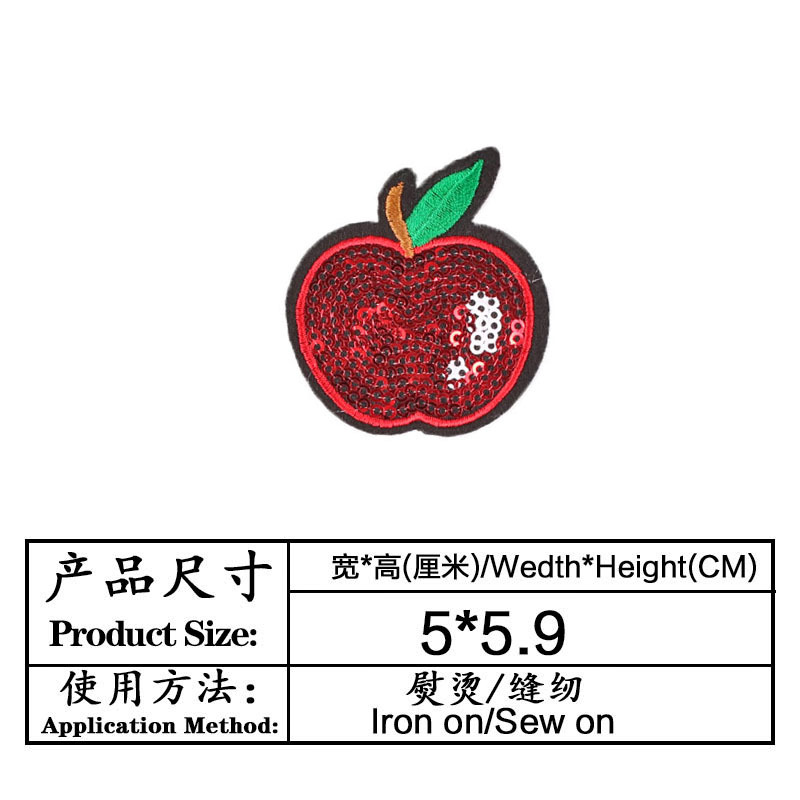 产品尺寸
Product Size:
宽*高(厘米)/Wedth*Height(CM)
5*5.9
使用方法：
Application Method:
熨烫/缝纫
Iron on/Sew on